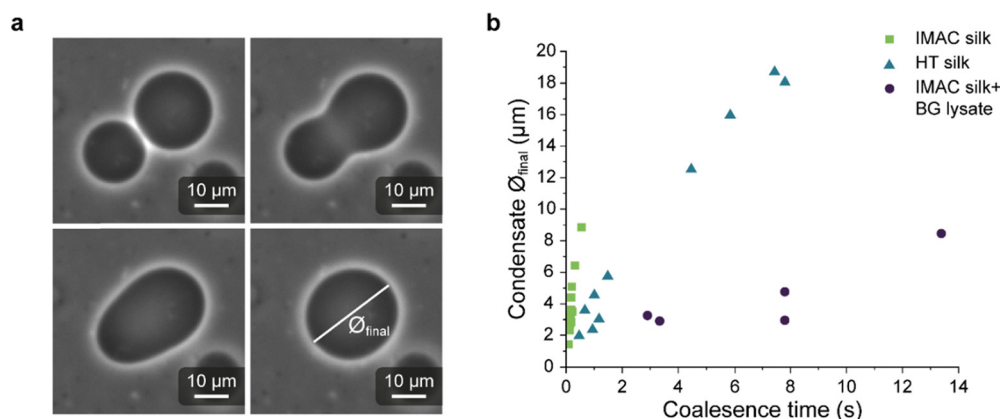 a
10 µm
10 µm
10 µm
Ø final
10 µm
b
IMAC silk
HT silk
IMAC silk+
BG lysate
Condensate Øfinal (µm)
20
18
16
14
12
10
8
6
4
2
0
0 2 4 6 8 10 12 14
Coalesence time (s)